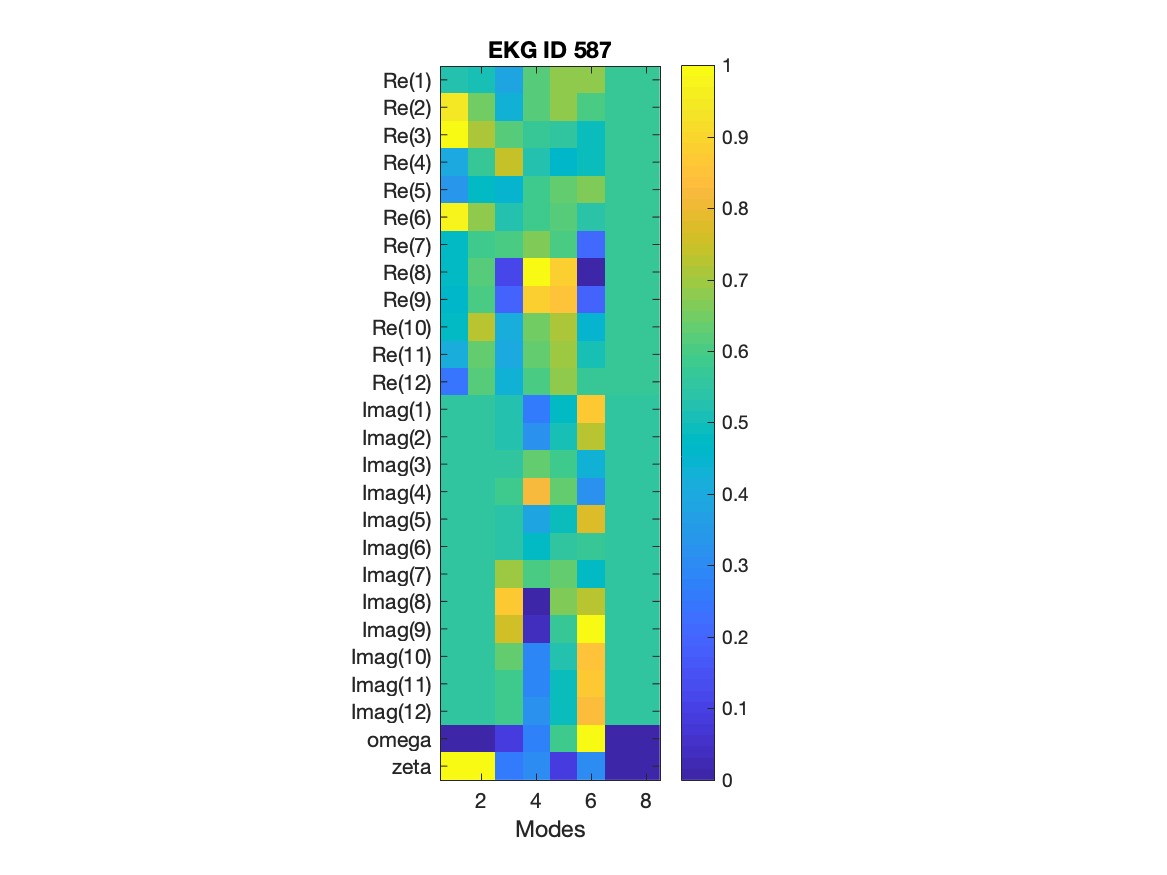 EKG ID 587
Re(1)
Re(2)
Re(3)
Re(4)
Re(5)
Re(6)
Re(7)
Re(8)
Re(9)
Re(10)
Re(11)
Re(12)
Imag(1)
Imag(2)
Imag(3)
Imag(4)
Imag(5)
Imag(6)
Imag(7)
Imag(8)
Imag(9)
Imag(10)
Imag(11)
Imag(12)
omega
zeta
2 4 6 8
Modes
1
0.9
0.8
0.7
0.6
0.5
0.4
0.3
0.2
0.1
0